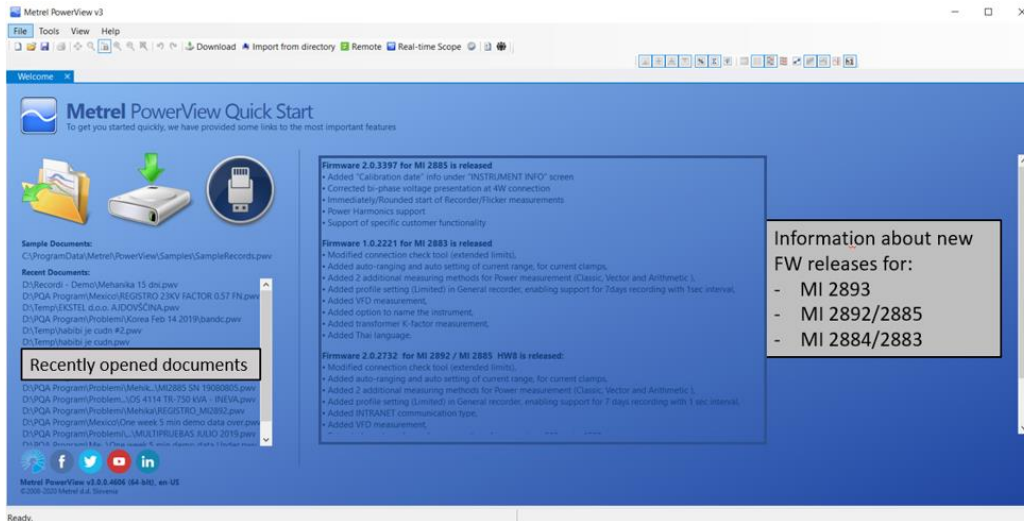 Metrel PowerView v3
File Tools View Help
Download Import from directory Remote Real-time Scope
Welcome
Metrel PowerView Quick Start
To get you started quickly, we have provided some links to the most important features
Sample Documents:
C:\ProgramData\Metrel\PowerView\Samples\SampleRecords.pwv
Recent Documents:
D:\Recordi - Demo\Mehanika 15 dni.pwv
D:\PQA Program\Mexico\REGISTRO 23KV FACTOR 0.57 FN.pwv
D:\Temp\EKSTEL d.o.o. AJDOVŠČINA.pwv
D:\PQA Program\Problemi\Korea Feb 14 2019\bandc.pwv
D:\Temp\habibi je cudn #2.pwv
D:\Temp\habibi je cudn.pwv
Recently opened documents
D:\PQA Program\Problemi\Mehik..\MI2885 SN 19080805.pwv
D:\PQA Program\Problem...\OS 4114 TR-750 kVA - INEVA.pwv
D:\PQA Program\Problemi\Mehika\REGISTRO_MI2892.pwv
D:\PQA Program\Mexico\One week 5 min demo data over.pwv
D:\PQA Program\Problemi\...\MULTIPRUEBAS JULIO 2019.pwv
Metrel PowerView v3.0.0.4606 (64-bit), en-US
©2006-2020 Metrel d.d. Slovenia
Firmware 2.0.3397 for MI 2885 is released
• Added "Calibration date" info under "INSTRUMENT INFO" screen
• Corrected bi-phase voltage presentation at 4W connection
• Immediately/Rounded start of Recorder/Flicker measurements
• Power Harmonics support
• Support of specific customer functionality
Firmware 1.0.2221 for MI 2883 is released
• Modified connection check tool (extended limits),
• Added auto-ranging and auto setting of current range, for current clamps,
• Added 2 additional measuring methods for Power measurement (Classic, Vector and Arithmetic ),
• Added profile setting (Limited) in General recorder, enabling support for 7days recording with 1sec interval,
• Added VFD measurement,
• Added option to name the instrument,
• Added transformer K-factor measurement,
• Added Thai language.
Firmware 2.0.2732 for MI 2892 / MI 2885 HW8 is released:
• Modified connection check tool (extended limits),
• Added auto-ranging and auto setting of current range, for current clamps,
• Added 2 additional measuring methods for Power measurement (Classic, Vector and Arithmetic ),
• Added profile setting (Limited) in General recorder, enabling support for 7 days recording with 1 sec interval,
• Added INTRANET communication type,
• Added VFD measurement,
Information about new
FW releases for:
- MI 2893
- MI 2892/2885
- MI 2884/2883
Ready.